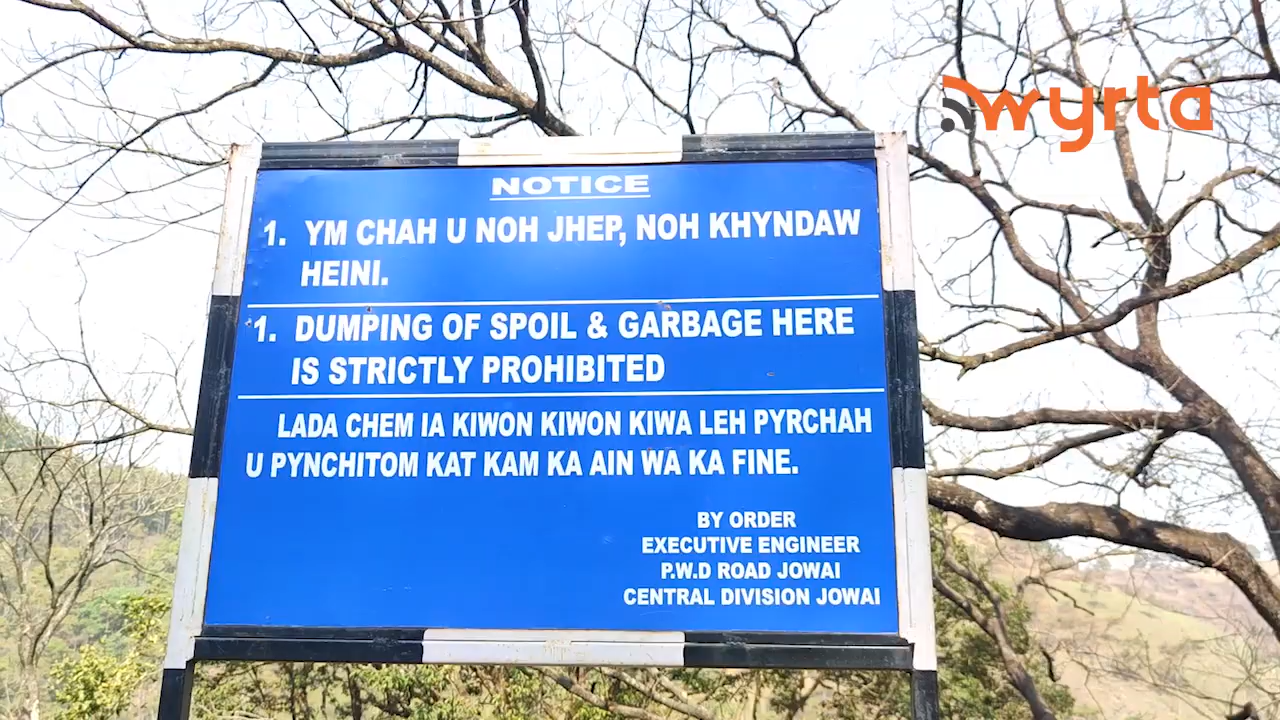 wyrta
NOTICE
1. YM CHAH U NOH JHEP, NOH KHYNDAW
HEINI.
1. DUMPING OF SPOIL & GARBAGE HERE
IS STRICTLY PROHIBITED
LADA CHEM IA KIWON KIWON KIWA LEH PYRCHAH
U PYNCHITOM KAT KAM KA AIN WA KA FINE.
BY ORDER
EXECUTIVE ENGINEER
P.W.D ROAD JOWAI
CENTRAL DIVISION JOWAI